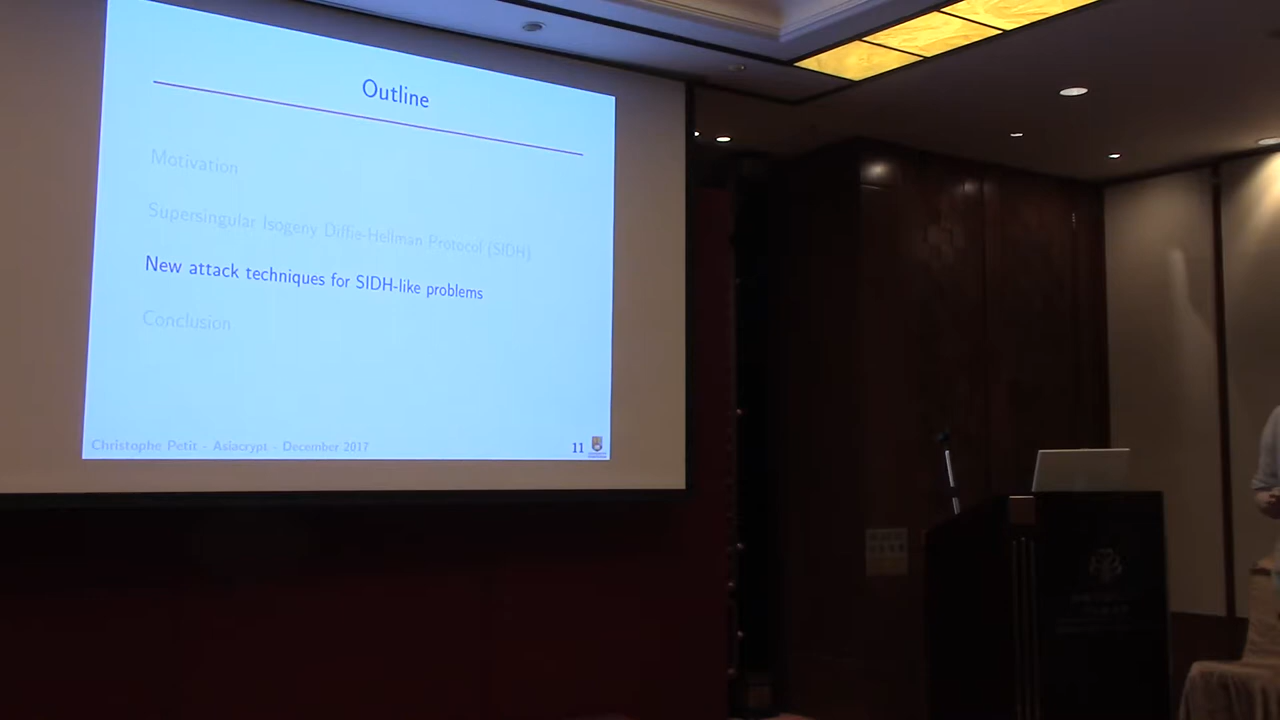 Outline
Motivation
Supersingular Isogeny Diffie-Hellman Protocol (SIDH)
New attack techniques for SIDH-like problems
Conclusion
Christophe Petit - Asiacrypt - December 2017
11